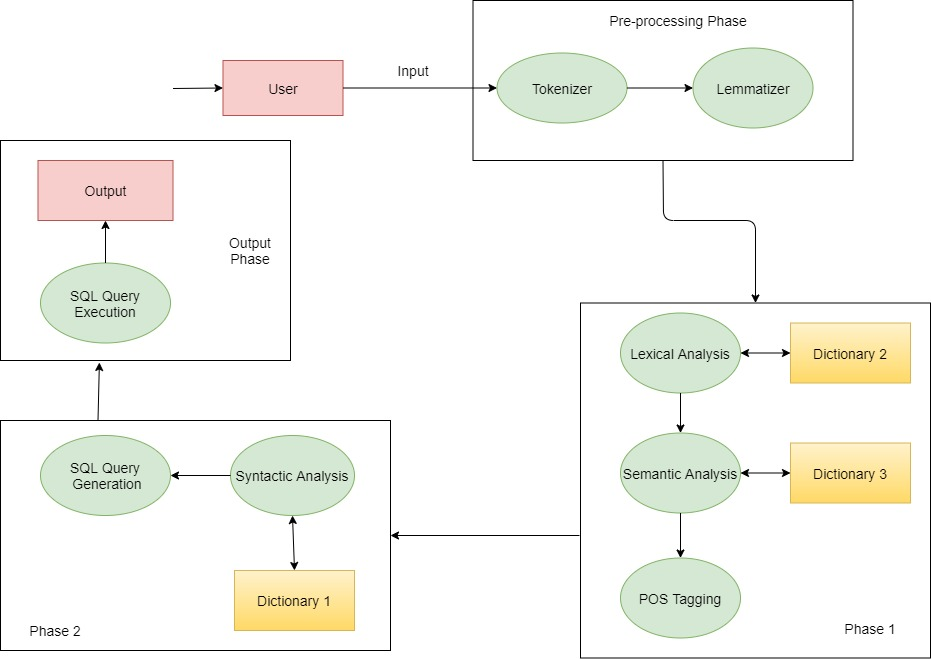 Pre-processing Phase
User
Input
Tokenizer
Lemmatizer
Output
Output
Phase
SQL Query
Execution
Lexical Analysis
Dictionary 2
Semantic Analysis
Dictionary 3
POS Tagging
Phase 1
SQL Query
Generation
Syntactic Analysis
Dictionary 1
Phase 2